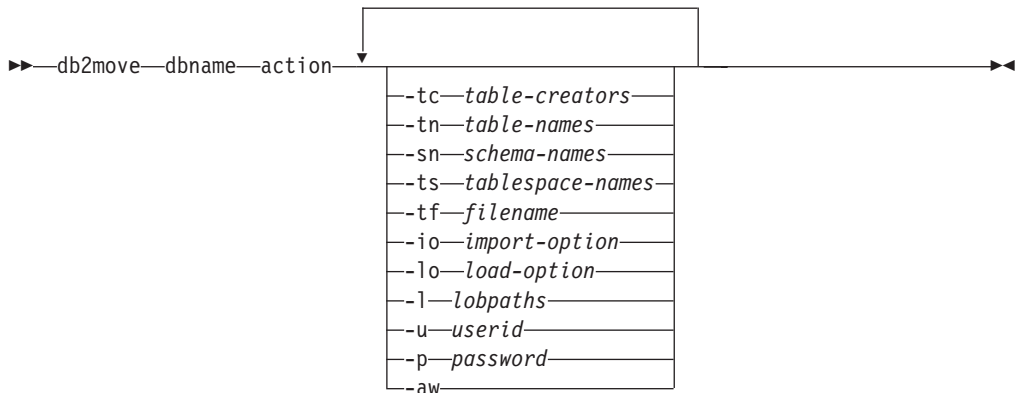 db2move dbname action
-tc table-creators
-tn table-names
-sn schema-names
-ts tablespace-names
-tf filename
-io import-option
-lo load-option
-l lobpaths
-u userid
-p password
-aw